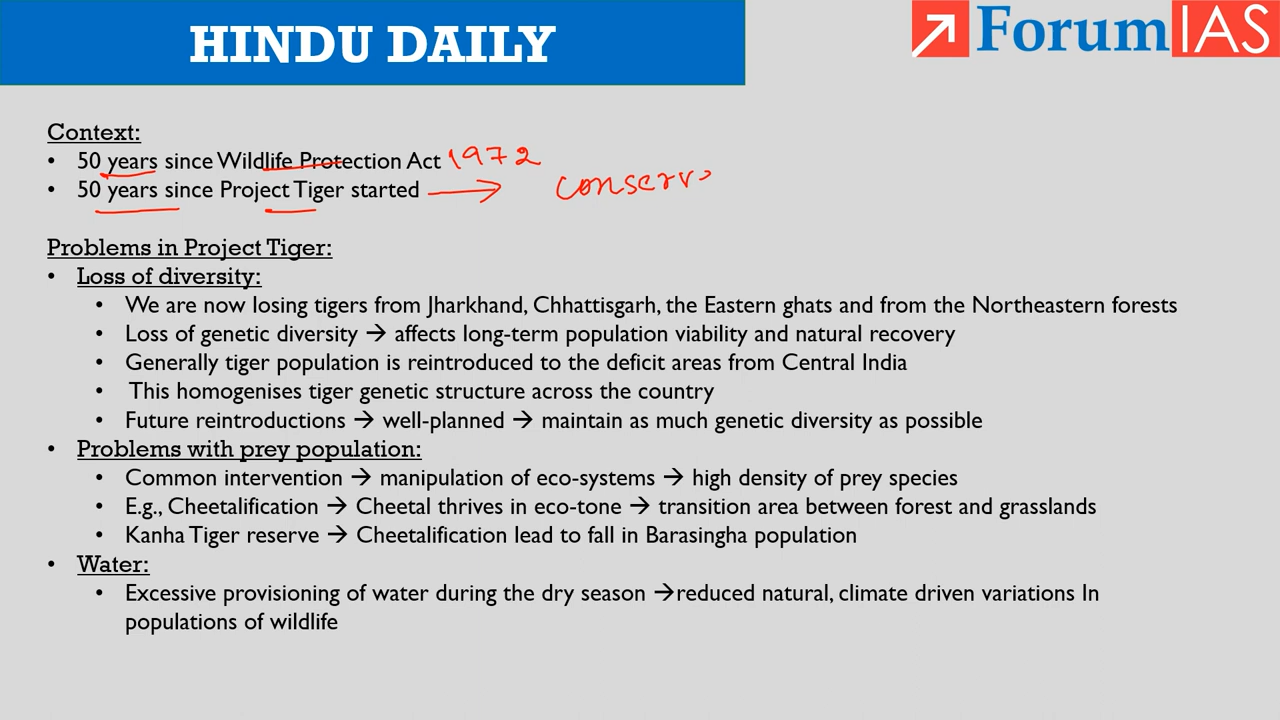 HINDU DAILY
ForumIAS
Context:
• 50 years since Wildlife Protection Act 1972
• 50 years since Project Tiger started → conserv
Problems in Project Tiger:
• Loss of diversity:
• We are now losing tigers from Jharkhand, Chhattisgarh, the Eastern ghats and from the Northeastern forests
• Loss of genetic diversity → affects long-term population viability and natural recovery
• Generally tiger population is reintroduced to the deficit areas from Central India
• This homogenises tiger genetic structure across the country
• Future reintroductions → well-planned → maintain as much genetic diversity as possible
• Problems with prey population:
• Common intervention → manipulation of eco-systems → high density of prey species
• E.g., Cheetalification → Cheetal thrives in eco-tone → transition area between forest and grasslands
• Kanha Tiger reserve → Cheetalification lead to fall in Barasingha population
• Water:
• Excessive provisioning of water during the dry season →reduced natural, climate driven variations In
populations of wildlife